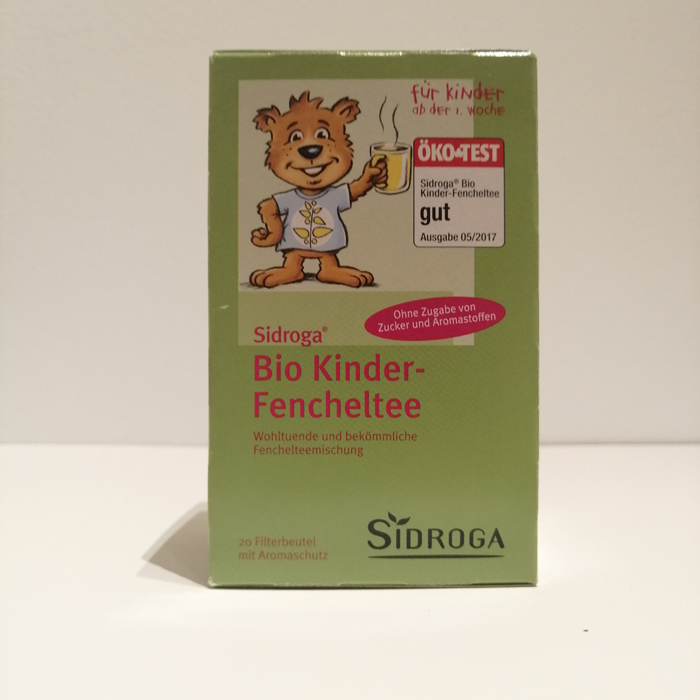 für Kinder
ab der 1. Woche
ÖKO-TEST
Sidroga® Bio
Kinder-Fencheltee
gut
Ausgabe 05/2017
Ohne Zugabe von
Zucker und Aromastoffen
Sidroga®
Bio Kinder-
Fencheltee
Wohltuende und bekömmliche
Fenchelteemischung
20 Filterbeutel
mit Aromaschutz
SIDROGA